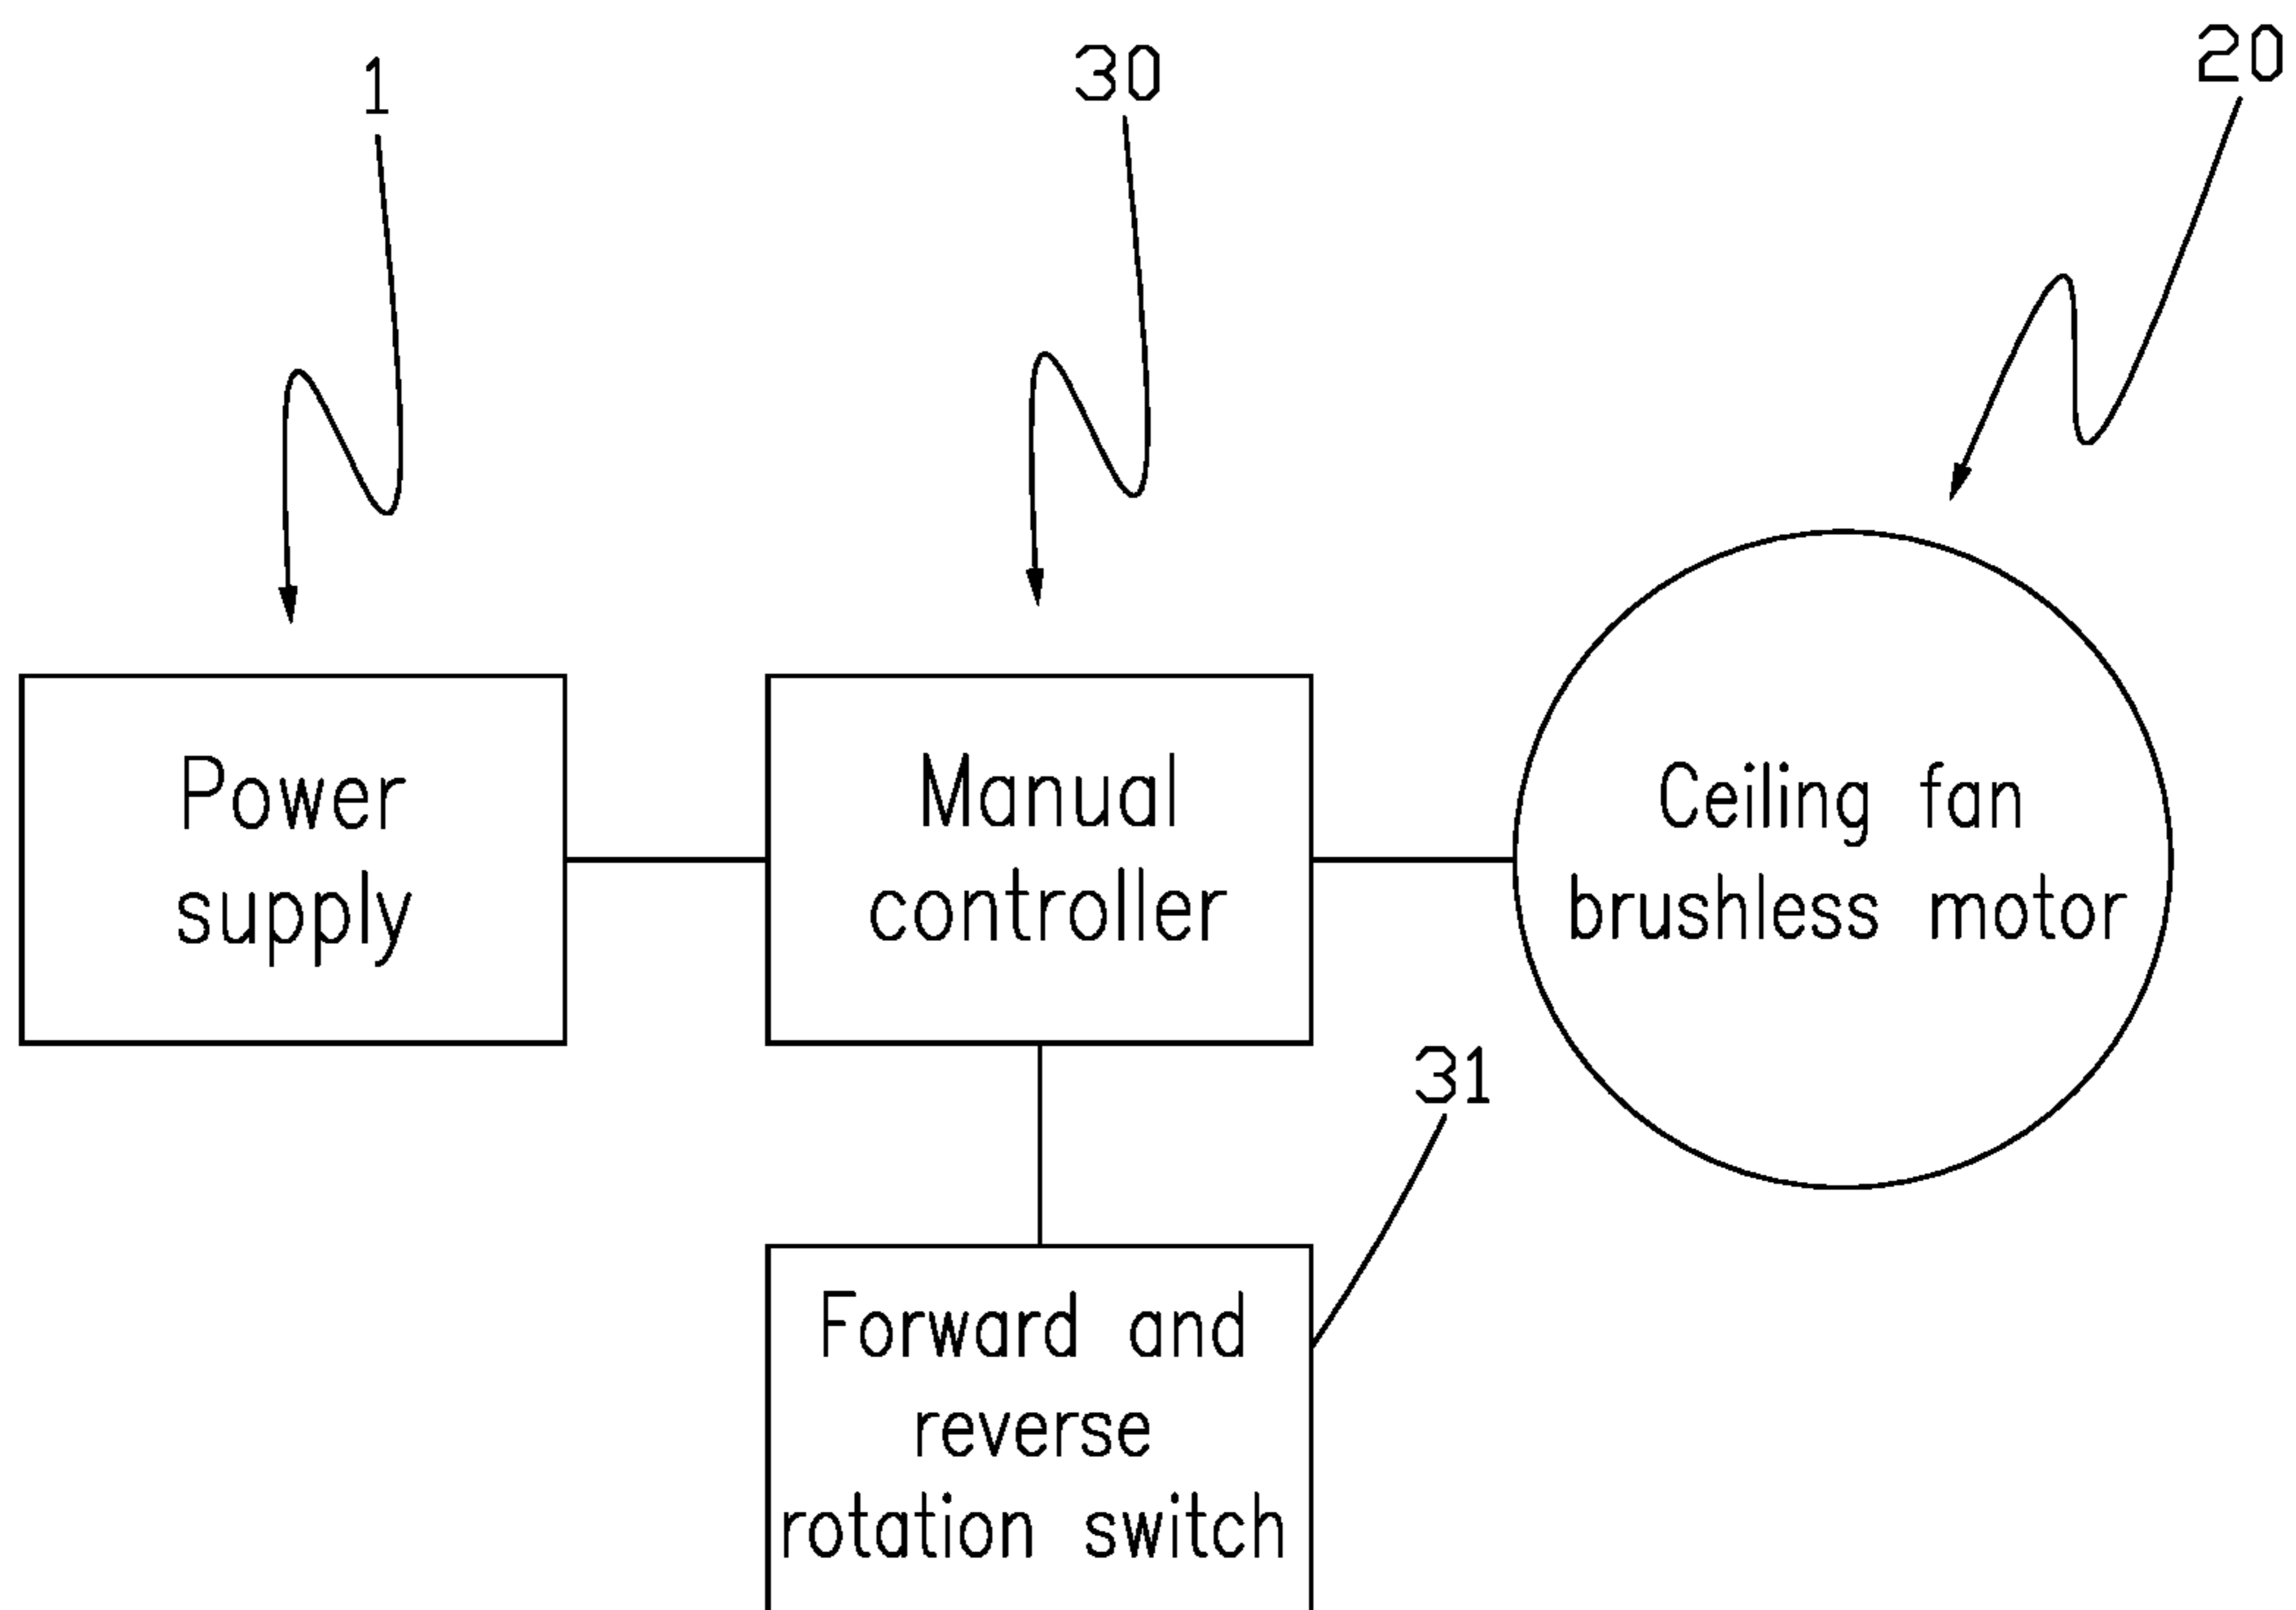 1
30
20
Power
supply
Manual
controller
Ceiling fan
brushless motor
31
Forward and
reverse
rotation switch